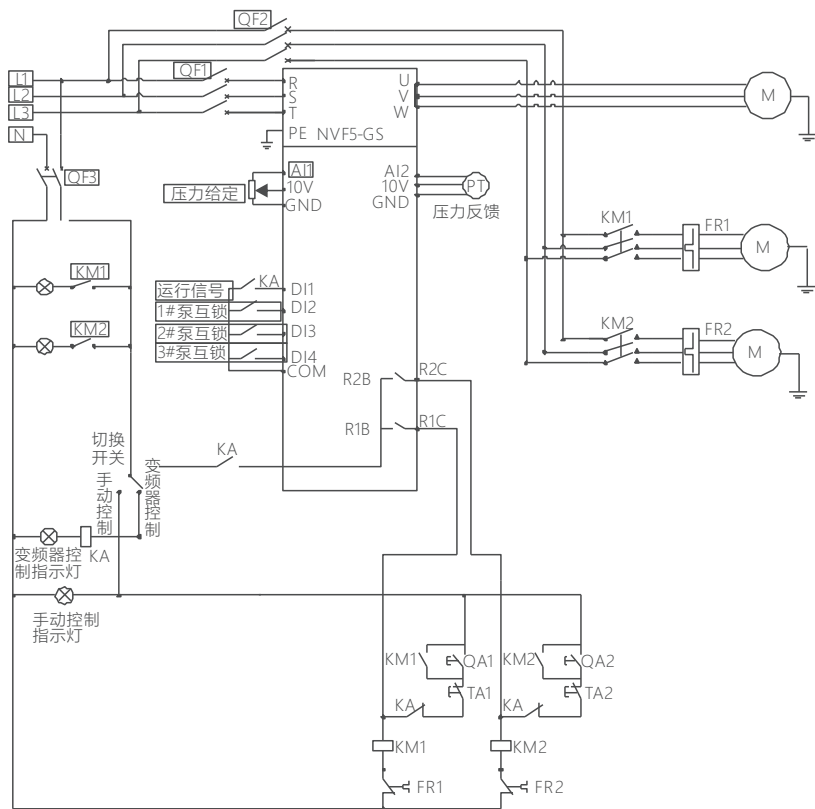 QF2
L1
QF1
R
U
L2
S
V
M
L3
T
W
N
PE NVF5-GS
QF3
AI1
AI2
压力给定
10V
10V
PT
GND
GND
压力反馈
KM1
FR1
M
KM1
运行信号
KA
DI1
1#泵互锁
DI2
KM2
2#泵互锁
DI3
KM2
FR2
3#泵互锁
DI4
M
COM
R2B
R2C
R1B
R1C
切换
开关
KA
手动控制
变频器控制
变频器控
制指示灯
KA
手动控制
指示灯
KM1
QA1
KM2
QA2
TA1
TA2
KA
KA
KM1
KM2
FR1
FR2